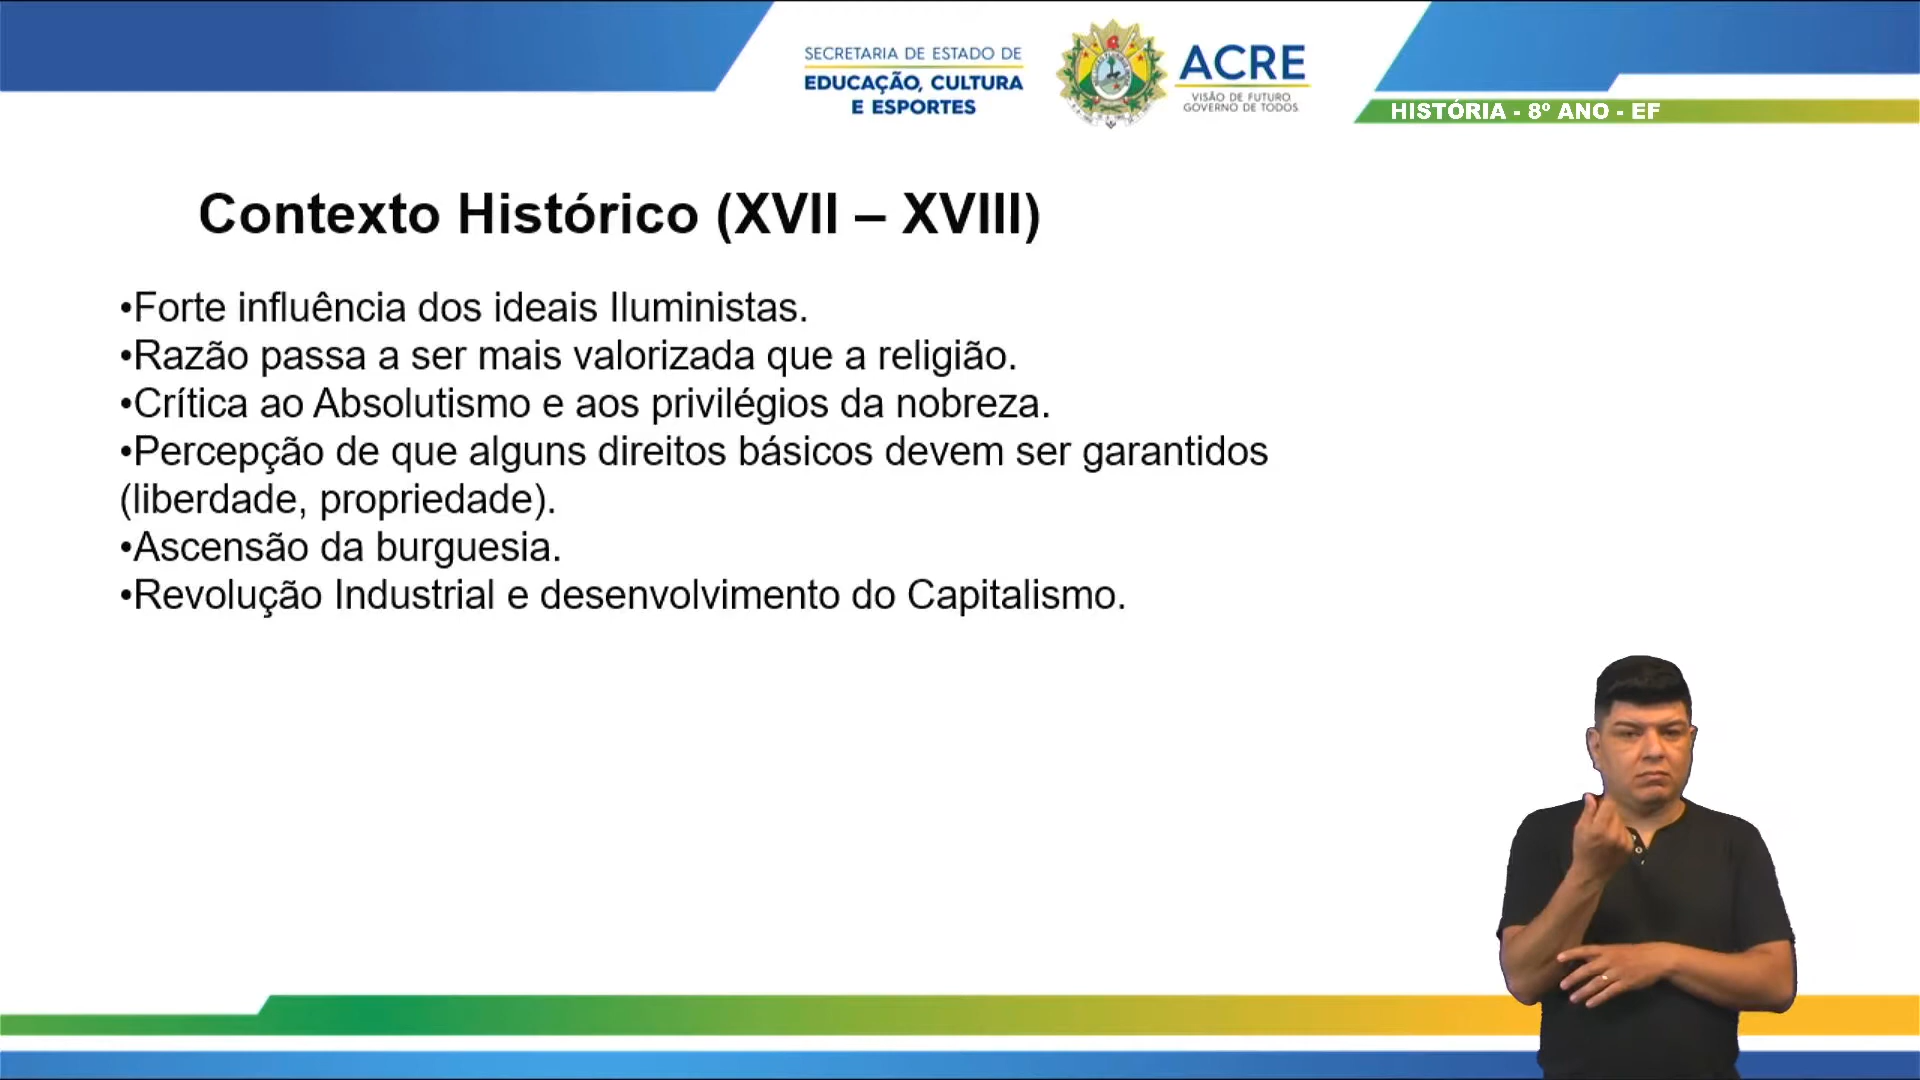 SECRETARIA DE ESTADO DE
EDUCAÇÃO, CULTURA
E ESPORTES
ACRE
VISÃO DE FUTURO.
GOVERNO DE TODOS.
HISTÓRIA - 8º ANO - EF
Contexto Histórico (XVII – XVIII)
•Forte influência dos ideais Iluministas.
•Razão passa a ser mais valorizada que a religião.
•Crítica ao Absolutismo e aos privilégios da nobreza.
•Percepção de que alguns direitos básicos devem ser garantidos
(liberdade, propriedade).
•Ascensão da burguesia.
•Revolução Industrial e desenvolvimento do Capitalismo.